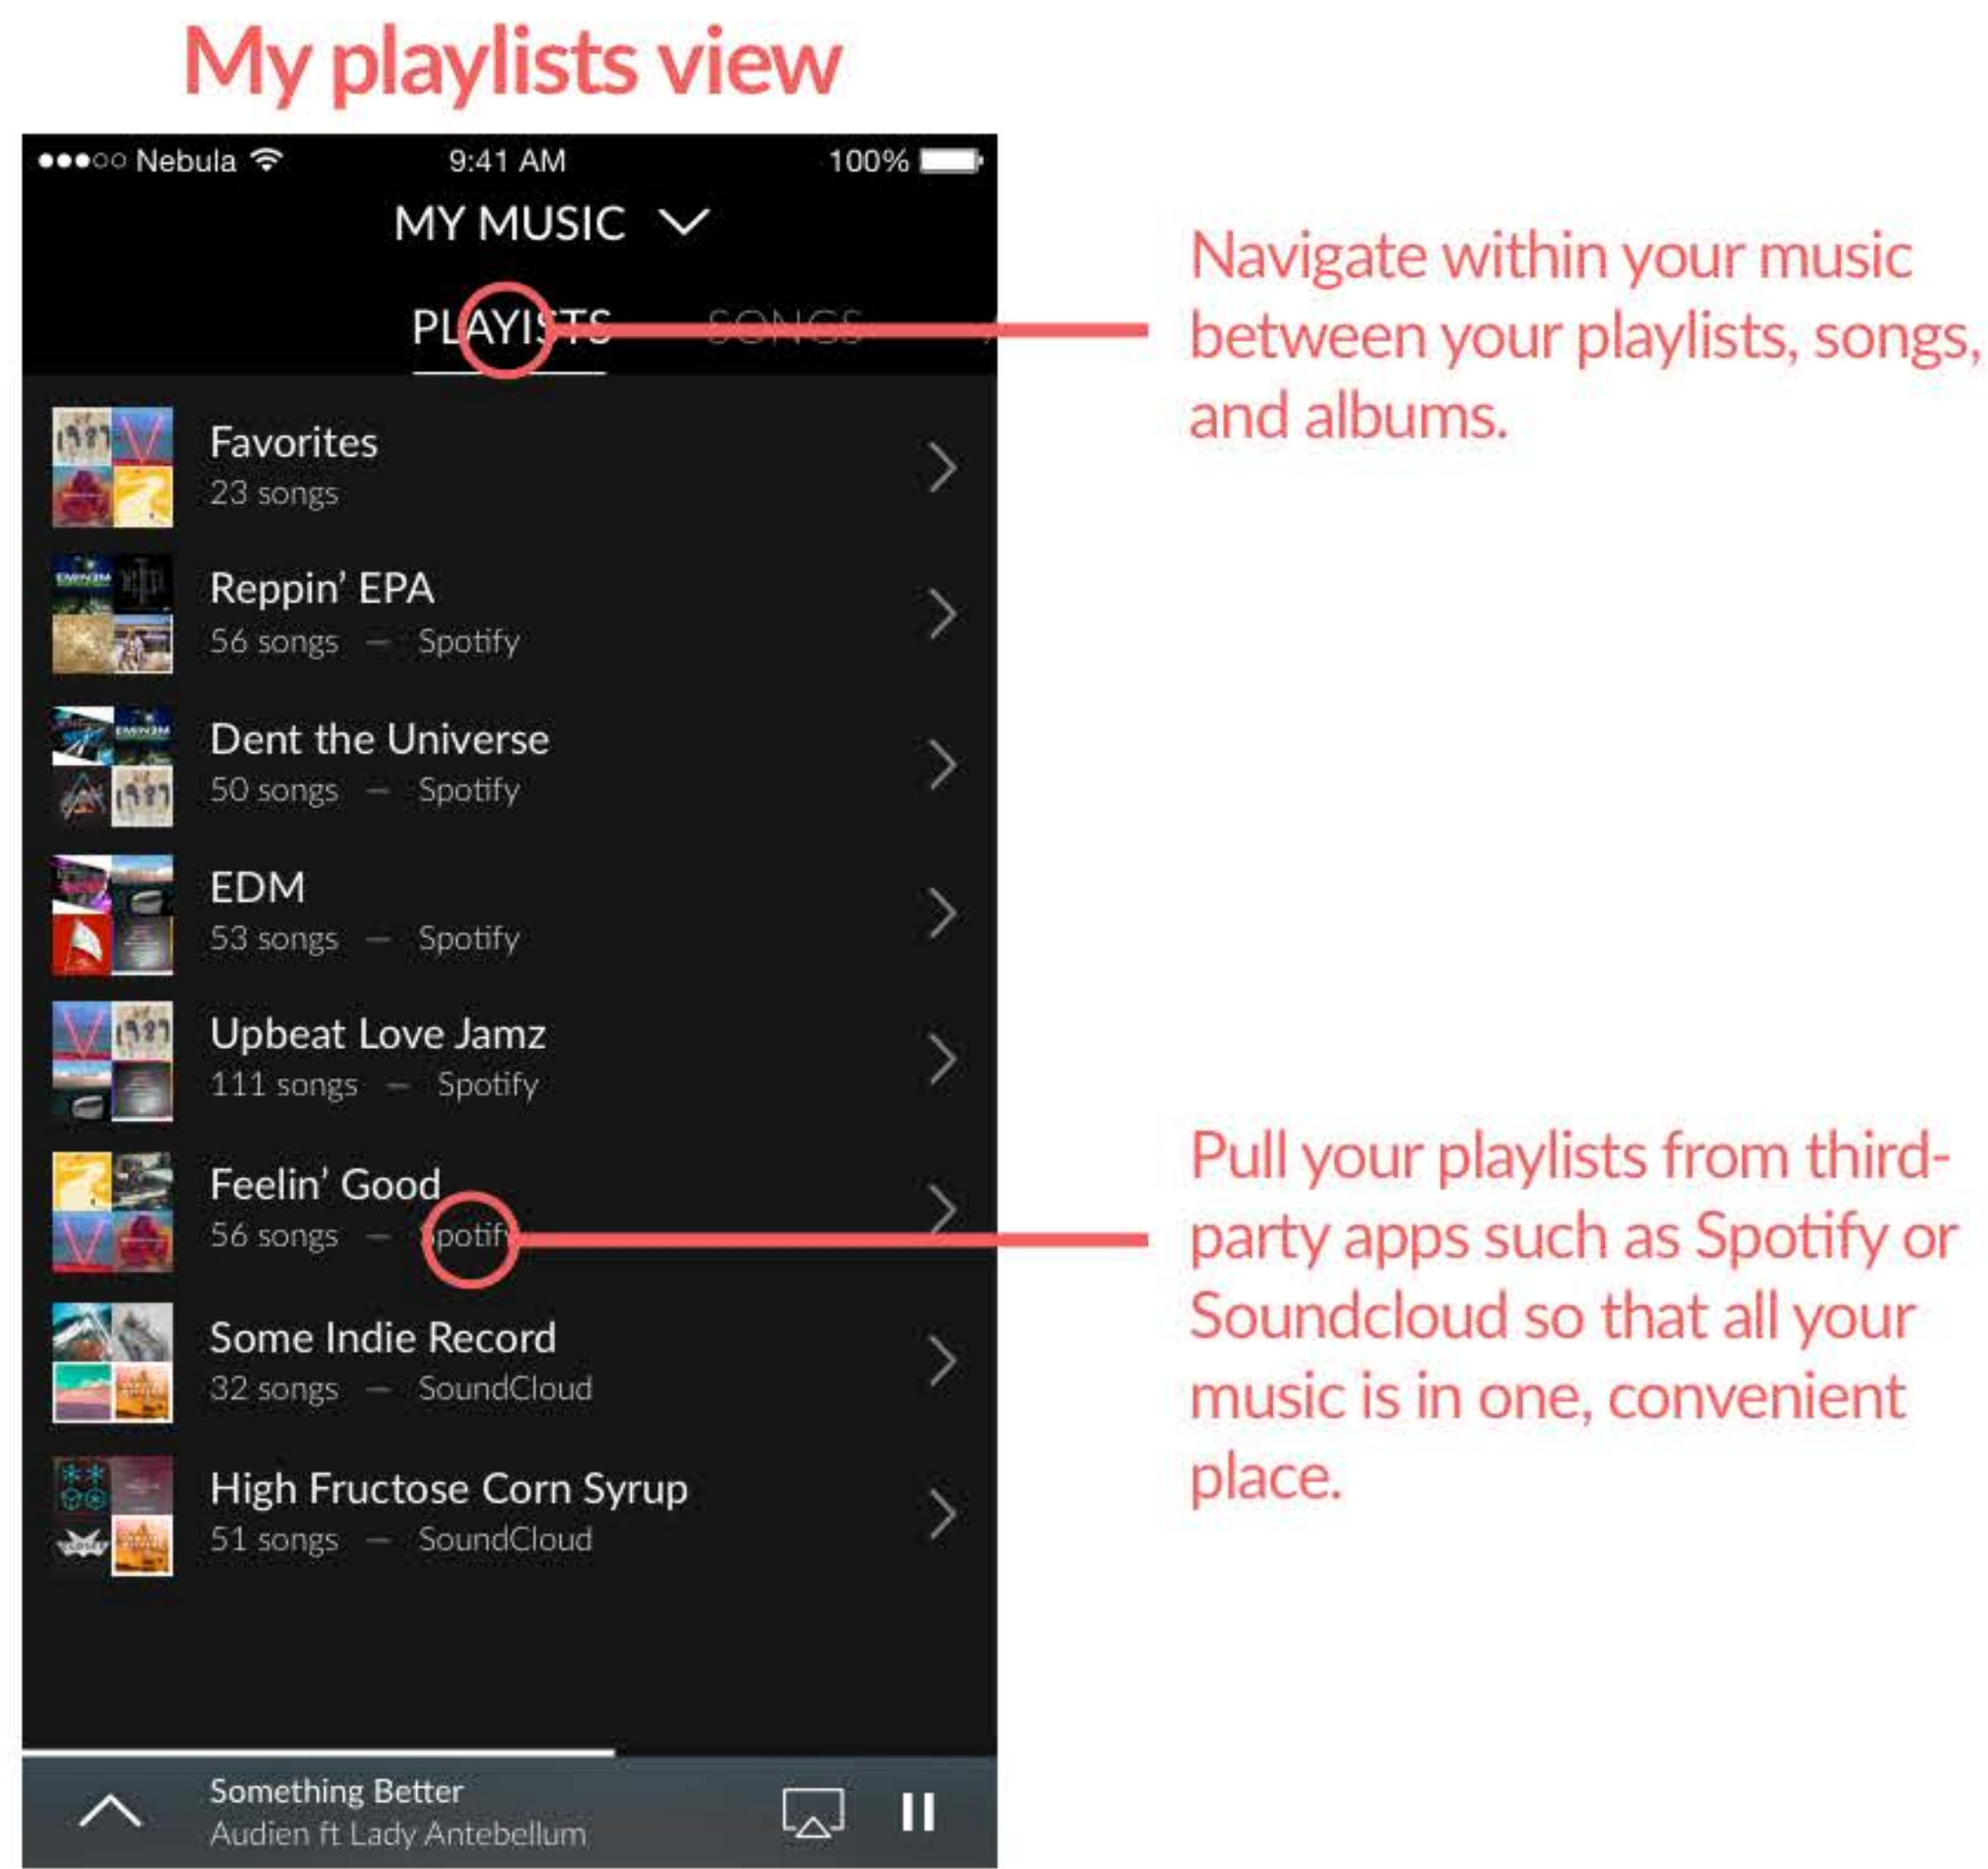 My playlists view
Nebula 9:41 AM 100%
MY MUSIC
PLAYISTS SONGS
Navigate within your music
between your playlists, songs,
and albums.
Favorites
23 songs
Reppin’ EPA
56 songs — Spotify
EMINEM
Dent the Universe
50 songs — Spotify
EMINEM
EDM
53 songs — Spotify
Upbeat Love Jamz
111 songs — Spotify
Feelin’ Good
56 songs — Spotify
Pull your playlists from third-
party apps such as Spotify or
Soundcloud so that all your
music is in one, convenient
place.
Some Indie Record
32 songs — SoundCloud
High Fructose Corn Syrup
51 songs — SoundCloud
Something Better
Audien ft Lady Antebellum